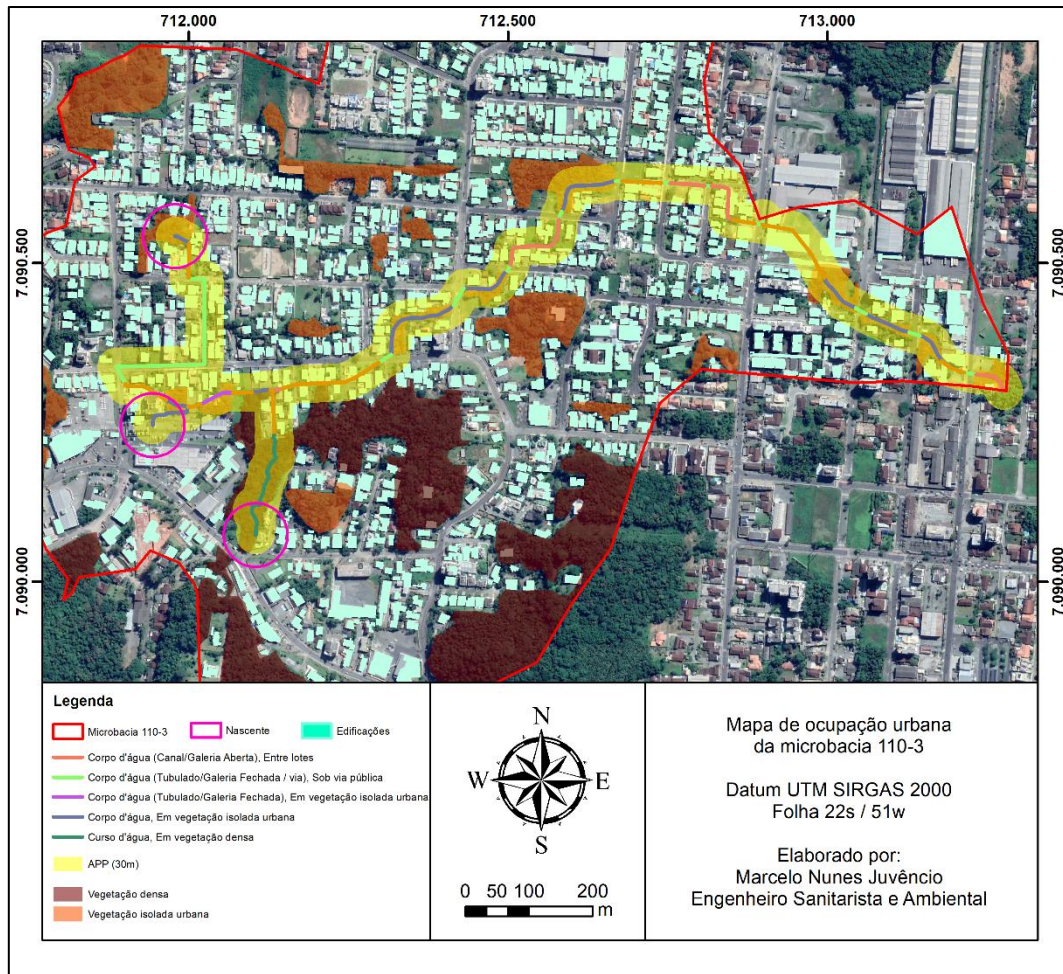 712.000
712.500
713.000
7.090.500
7.090.500
7.090.000
7.090.000
Legenda
Microbacia 110-3
Nascente
Edificações
Corpo d'água (Canal/Galeria Aberta), Entre lotes
Corpo d'água (Tubulado/Galeria Fechada / via), Sob via pública
Corpo d'água (Tubulado/Galeria Fechada), Em vegetação isolada urbana
Corpo d'água, Em vegetação isolada urbana
Curso d'água, Em vegetação densa
APP (30m)
Vegetação densa
Vegetação isolada urbana
N
W
E
S
0 50 100 200
m
Mapa de ocupação urbana
da microbacia 110-3
Datum UTM SIRGAS 2000
Folha 22s / 51w
Elaborado por:
Marcelo Nunes Juvêncio
Engenheiro Sanitarista e Ambiental